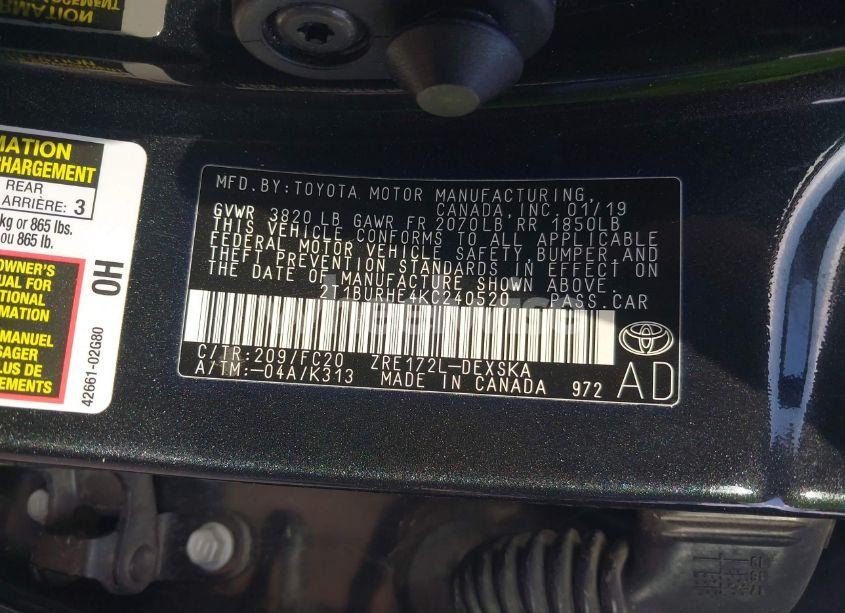 RMATION
CEMENT
MATION
CHARGEMENT
REAR
ARRIÈRE: 3
kg or 865 lbs.
ou 865 lb.
OWNER'S
UAL FOR
TIONAL
MATION
MANUEL
SAGER
LUS DE
EMENTS
0H
42661-02G80
MFD.BY:TOYOTA MOTOR MANUFACTURING,
CANADA, INC. 01/19
GVWR 3820 LB GAWR FR 2070LB RR 1850LB
THIS VEHICLE CONFORMS TO ALL APPLICABLE
FEDERAL MOTOR VEHICLE SAFETY, BUMPER, AND
THEFT PREVENTION STANDARDS IN EFFECT ON
THE DATE OF MANUFACTURE SHOWN ABOVE.
2T1BURHE4KC240520 PASS.CAR
C/TR:209/FC20 ZRE172L-DEXSKA
A/TM:-04A/K313 MADE IN CANADA 972
AD